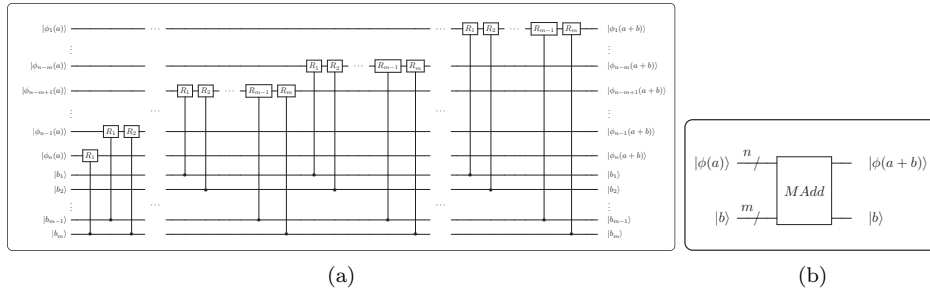 |ϕ₁(a)⟩ ... ... R₁ R₂ ... Rₘ₋₁ Rₘ |ϕ₁(a + b)⟩
⋮ ... ⋮
|ϕₙ₋ₘ(a)⟩ R₁ R₂ ... Rₘ₋₁ Rₘ |ϕₙ₋ₘ(a + b)⟩
|ϕₙ₋ₘ₊₁(a)⟩ R₁ R₂ ... Rₘ₋₁ Rₘ |ϕₙ₋ₘ₊₁(a + b)⟩
⋮ ... ... ⋮
|ϕₙ₋₁(a)⟩ R₁ R₂ |ϕₙ₋₁(a + b)⟩
|ϕₙ(a)⟩ R₁ |ϕₙ(a + b)⟩
|b₁⟩ |b₁⟩
|b₂⟩ |b₂⟩
⋮ ... ... ⋮
|bₘ₋₁⟩ |bₘ₋₁⟩
|bₘ⟩ |bₘ⟩
(a)
|ϕ(a)⟩ n |ϕ(a + b)⟩
MAdd
|b⟩ m |b⟩
(b)